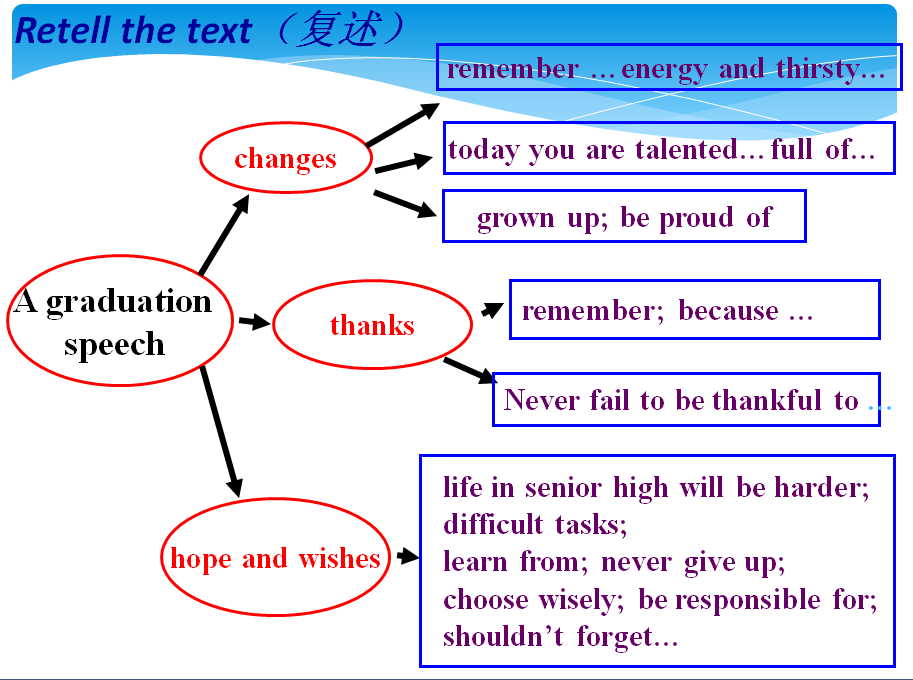 Retell the text（复述）
remember … energy and thirsty…
changes
today you are talented… full of…
grown up; be proud of
A graduation
speech
thanks
remember; because …
Never fail to be thankful to …
hope and wishes
life in senior high will be harder;
difficult tasks;
learn from; never give up;
choose wisely; be responsible for;
shouldn’t forget…